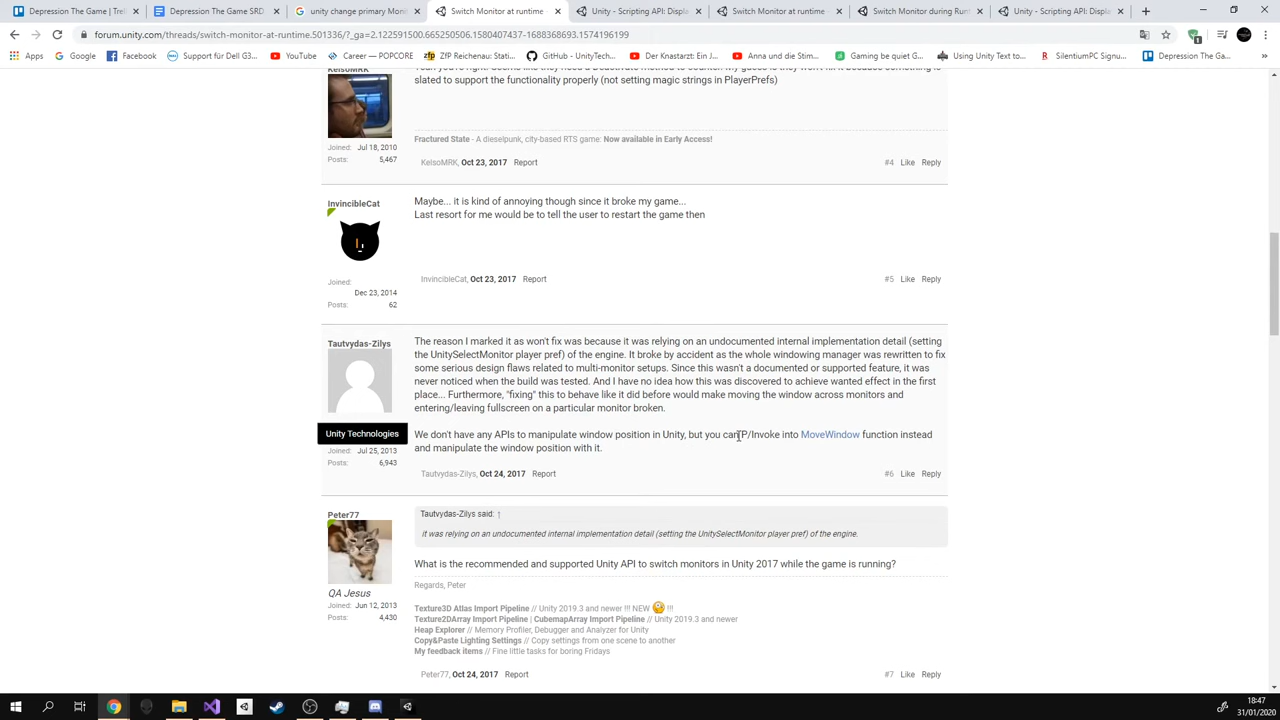 Depression The Game | Trel
Depression The Game SRD
Switch Monitor at runtime
Switch Monitor at runtime
Switch monitor at runtime
Switch Monitor during Runt
Unity - Scripting API: Displa
forum.unity.com/threads/switch-monitor-at-runtime.501336/?_ga=2.122591500.665250506.1580407437-1688368693.1574196199
Apps
Google
Facebook
Support für Dell G3...
YouTube
Career — POPCORE
ZfP Reichenau: Stati...
GitHub - UnityTech...
Der Knastarzt: Ein J...
Anna und die Stim...
Gaming be quiet G...
Using Unity Text to...
SilentiumPC Signu...
Depression The Ga...
»
KelsoMRK
slated to support the functionality properly (not setting magic strings in PlayerPrefs)
Fractured State - A dieselpunk, city-based RTS game: Now available in Early Access!
Joined: Jul 18, 2010
Posts: 5,467
KelsoMRK, Oct 23, 2017 Report
#4 Like Reply
InvincibleCat
Maybe... it is kind of annoying though since it broke my game...
Last resort for me would be to tell the user to restart the game then
Joined:
Dec 23, 2014
Posts: 62
InvincibleCat, Oct 23, 2017 Report
#5 Like Reply
Tautvydas-Zilys
Unity Technologies
Joined: Jul 25, 2013
Posts: 6,943
The reason I marked it as won't fix was because it was relying on an undocumented internal implementation detail (setting
the UnitySelectMonitor player pref) of the engine. It broke by accident as the whole windowing manager was rewritten to fix
some serious design flaws related to multi-monitor setups. Since this wasn't a documented or supported feature, it was
never noticed when the build was tested. And I have no idea how this was discovered to achieve wanted effect in the first
place... Furthermore, "fixing" this to behave like it did before would make moving the window across monitors and
entering/leaving fullscreen on a particular monitor broken.
We don't have any APIs to manipulate window position in Unity, but you can P/Invoke into MoveWindow function instead
and manipulate the window position with it.
Tautvydas-Zilys, Oct 24, 2017 Report
#6 Like Reply
Peter77
QA Jesus
Joined: Jun 12, 2013
Posts: 4,430
Tautvydas-Zilys said: ↑
it was relying on an undocumented internal implementation detail (setting the UnitySelectMonitor player pref) of the engine.
What is the recommended and supported Unity API to switch monitors in Unity 2017 while the game is running?
Regards, Peter
Texture3D Atlas Import Pipeline // Unity 2019.3 and newer !!! NEW !!!
Texture2DArray Import Pipeline | CubemapArray Import Pipeline // Unity 2019.3 and newer
Heap Explorer // Memory Profiler, Debugger and Analyzer for Unity
Copy&Paste Lighting Settings // Copy settings from one scene to another
My feedback items // Fine little tasks for boring Fridays
Peter77, Oct 24, 2017 Report
#7 Like Reply
18:47
31/01/2020